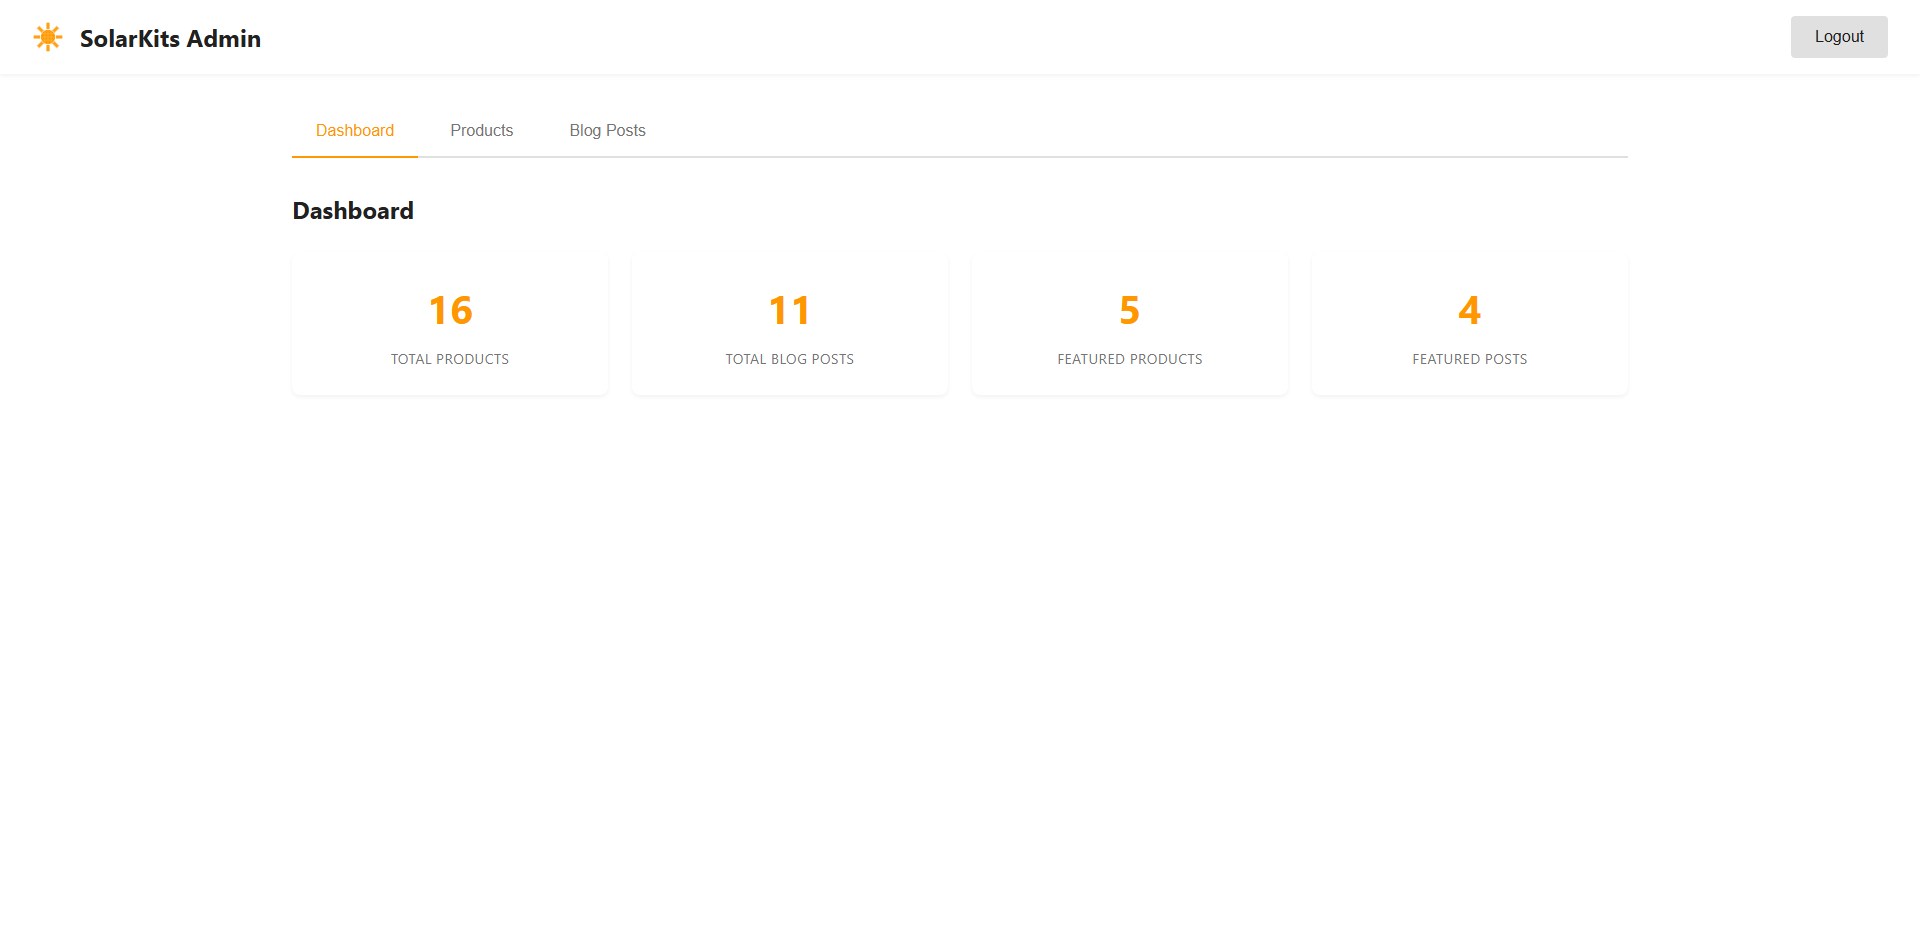 SolarKits Admin
Logout
Dashboard
Products
Blog Posts
Dashboard
16
TOTAL PRODUCTS
11
TOTAL BLOG POSTS
5
FEATURED PRODUCTS
4
FEATURED POSTS